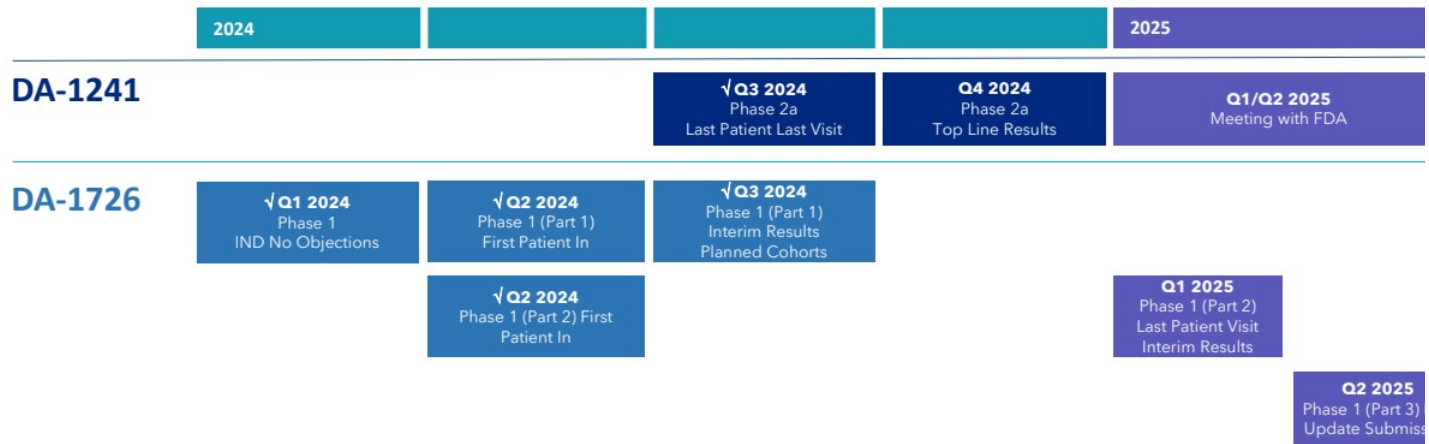 2024
2025
DA-1241
√ Q3 2024
Phase 2a
Last Patient Last Visit
Q4 2024
Phase 2a
Top Line Results
Q1/Q2 2025
Meeting with FDA
DA-1726
√ Q1 2024
Phase 1
IND No Objections
√ Q2 2024
Phase 1 (Part 1)
First Patient In
√ Q3 2024
Phase 1 (Part 1)
Interim Results
Planned Cohorts
√ Q2 2024
Phase 1 (Part 2) First
Patient In
Q1 2025
Phase 1 (Part 2)
Last Patient Visit
Interim Results
Q2 2025
Phase 1 (Part 3)
Update